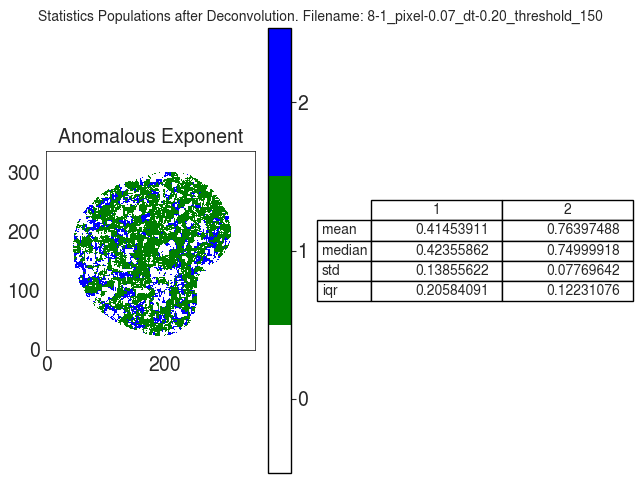 Statistics Populations after Deconvolution. Filename: 8-1_pixel-0.07_dt-0.20_threshold_150
Anomalous Exponent
300
200
100
0
0 200
2
1
0
1 2
mean 0.41453911 0.76397488
median 0.42355862 0.74999918
std 0.13855622 0.07769642
iqr 0.20584091 0.12231076